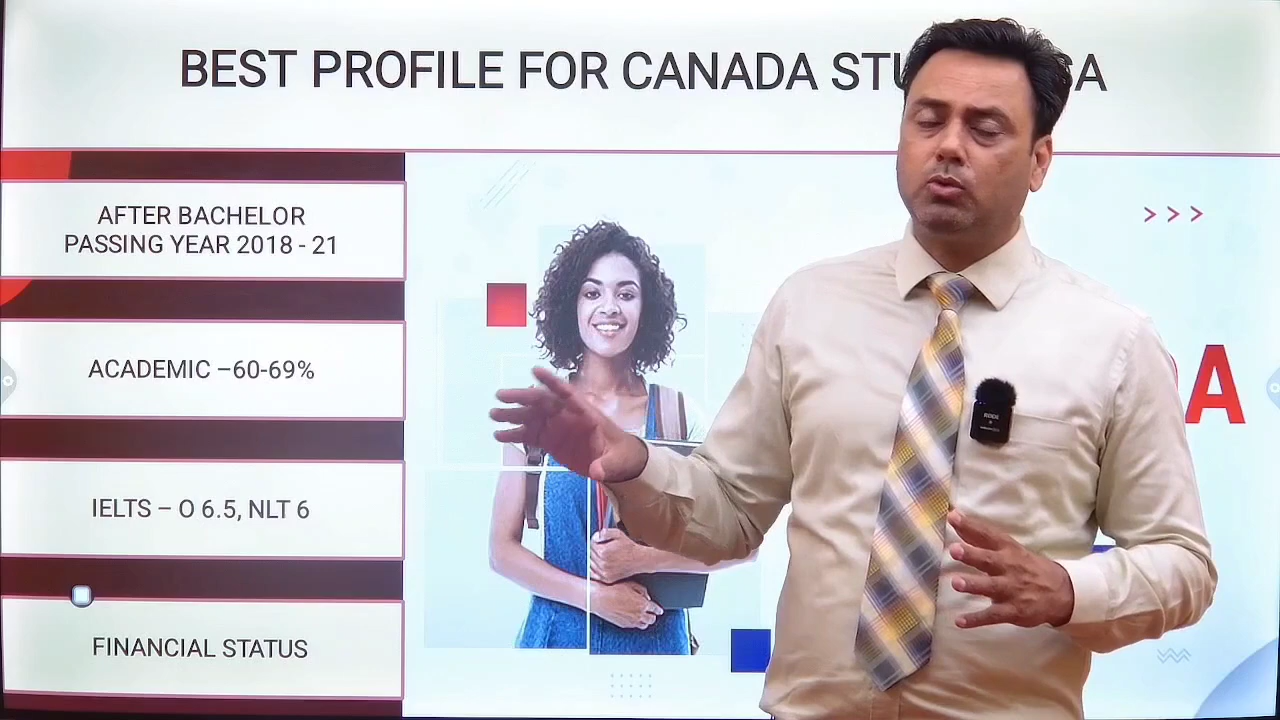 BEST PROFILE FOR CANADA
AFTER BACHELOR
PASSING YEAR 2018 - 21
ACADEMIC –60-69%
IELTS – O 6.5, NLT 6
FINANCIAL STATUS
RODE